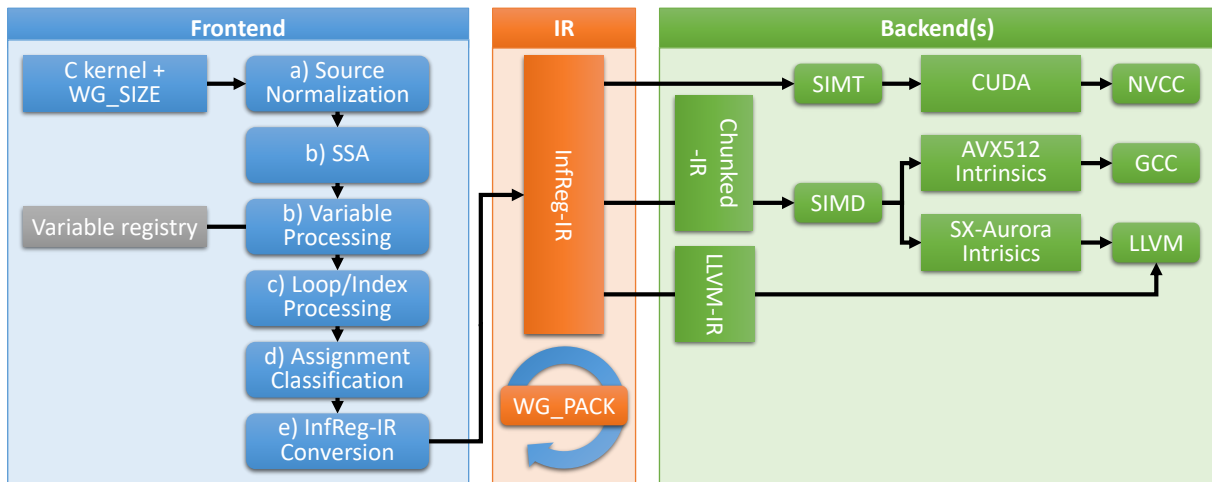 Frontend
IR
Backend(s)
C kernel +
WG_SIZE
a) Source
Normalization
b) SSA
Variable registry
b) Variable
Processing
c) Loop/Index
Processing
d) Assignment
Classification
e) InfReg-IR
Conversion
InfReg-IR
WG_PACK
SIMT
CUDA
NVCC
Chunked
-IR
SIMD
AVX512
Intrinsics
GCC
SX-Aurora
Intrisics
LLVM
LLVM-IR